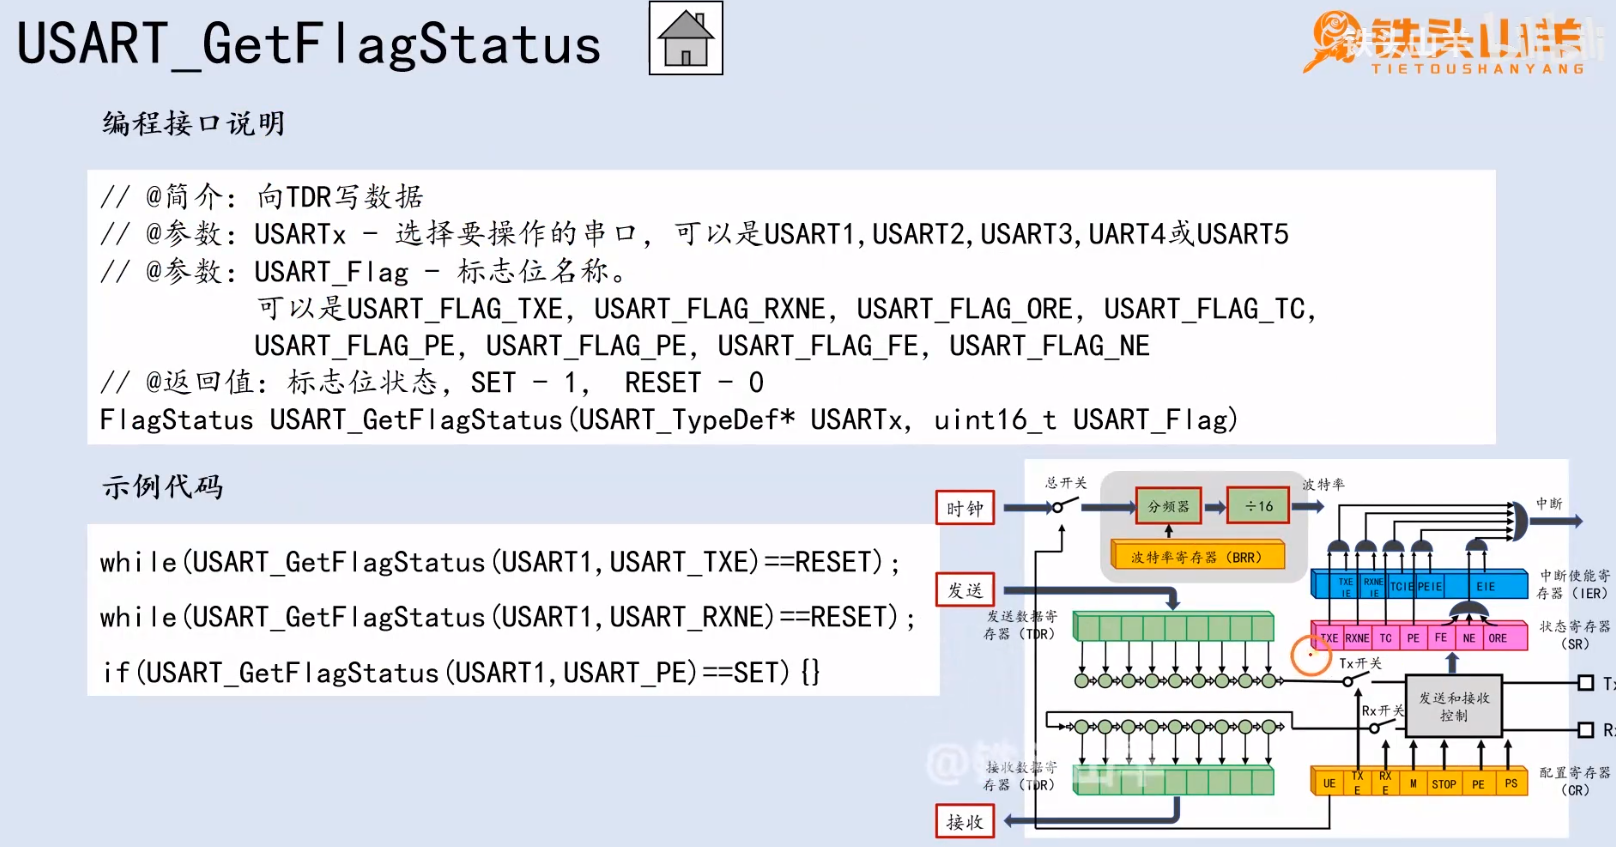 USART_GetFlagStatus
铁头山羊
TIETOUSHANYANG
编程接口说明
// @简介: 向TDR写数据
// @参数: USARTx - 选择要操作的串口, 可以是USART1,USART2,USART3,UART4或USART5
// @参数: USART_Flag - 标志位名称。
可以是USART_FLAG_TXE, USART_FLAG_RXNE, USART_FLAG_ORE, USART_FLAG_TC,
USART_FLAG_PE, USART_FLAG_PE, USART_FLAG_FE, USART_FLAG_NE
// @返回值: 标志位状态, SET - 1, RESET - 0
FlagStatus USART_GetFlagStatus(USART_TypeDef* USARTx, uint16_t USART_Flag)
示例代码
while(USART_GetFlagStatus(USART1,USART_TXE)==RESET);
while(USART_GetFlagStatus(USART1,USART_RXNE)==RESET);
if(USART_GetFlagStatus(USART1,USART_PE)==SET){}
时钟
总开关
分频器
÷16
波特率
波特率寄存器 (BRR)
中断
TXE IE
RXNE IE
TCIE
PEIE
EIE
中断使能寄
存器 (IER)
发送
发送数据寄
存器 (TDR)
TXE
RXNE
TC
PE
FE
NE
ORE
状态寄存器
(SR)
Tx开关
Rx开关
发送和接收
控制
接收数据寄
存器 (TDR)
UE
TX E
RX E
M
STOP
PE
PS
配置寄存器
(CR)
接收